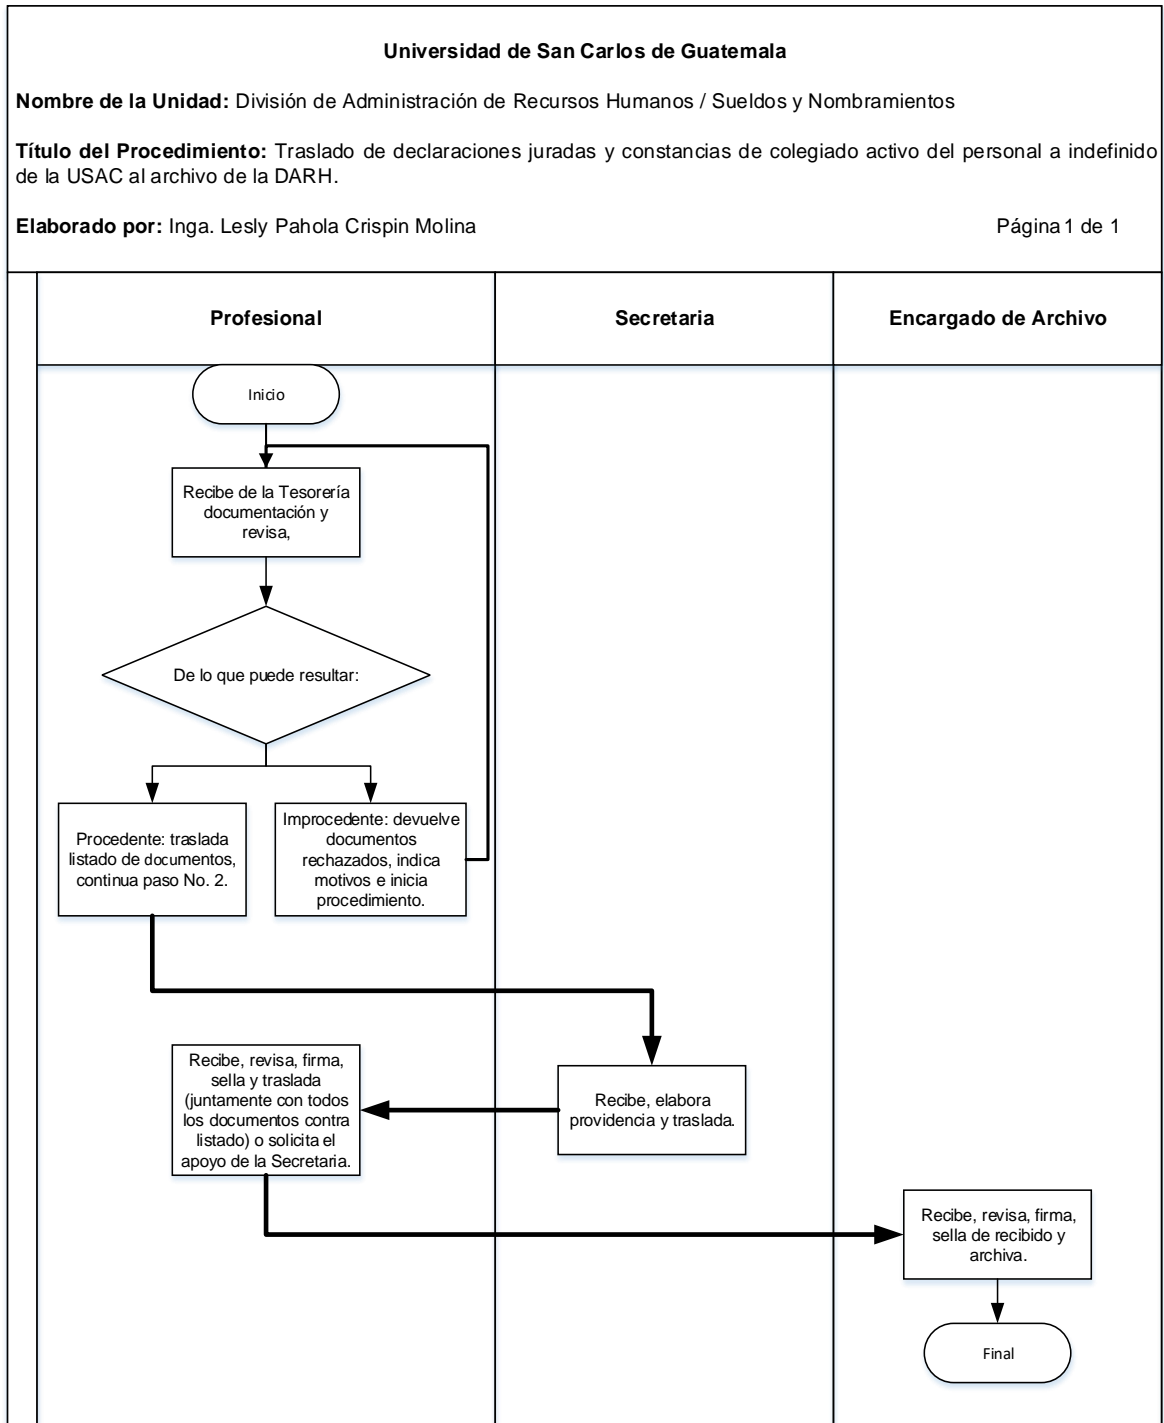 Universidad de San Carlos de Guatemala
Nombre de la Unidad: División de Administración de Recursos Humanos / Sueldos y Nombramientos
Título del Procedimiento: Traslado de declaraciones juradas y constancias de colegiado activo del personal a indefinido
de la USAC al archivo de la DARH.
Elaborado por: Inga. Lesly Pahola Crispin Molina Página 1 de 1
Profesional Secretaria Encargado de Archivo
Inicio
Recibe de la Tesorería
documentación y
revisa,
De lo que puede resultar:
Procedente: traslada
listado de documentos,
continua paso No. 2.
Improcedente: devuelve
documentos
rechazados, indica
motivos e inicia
procedimiento.
Recibe, elabora
providencia y traslada.
Recibe, revisa, firma,
sella y traslada
(juntamente con todos
los documentos contra
listado) o solicita el
apoyo de la Secretaria.
Recibe, revisa, firma,
sella de recibido y
archiva.
Final